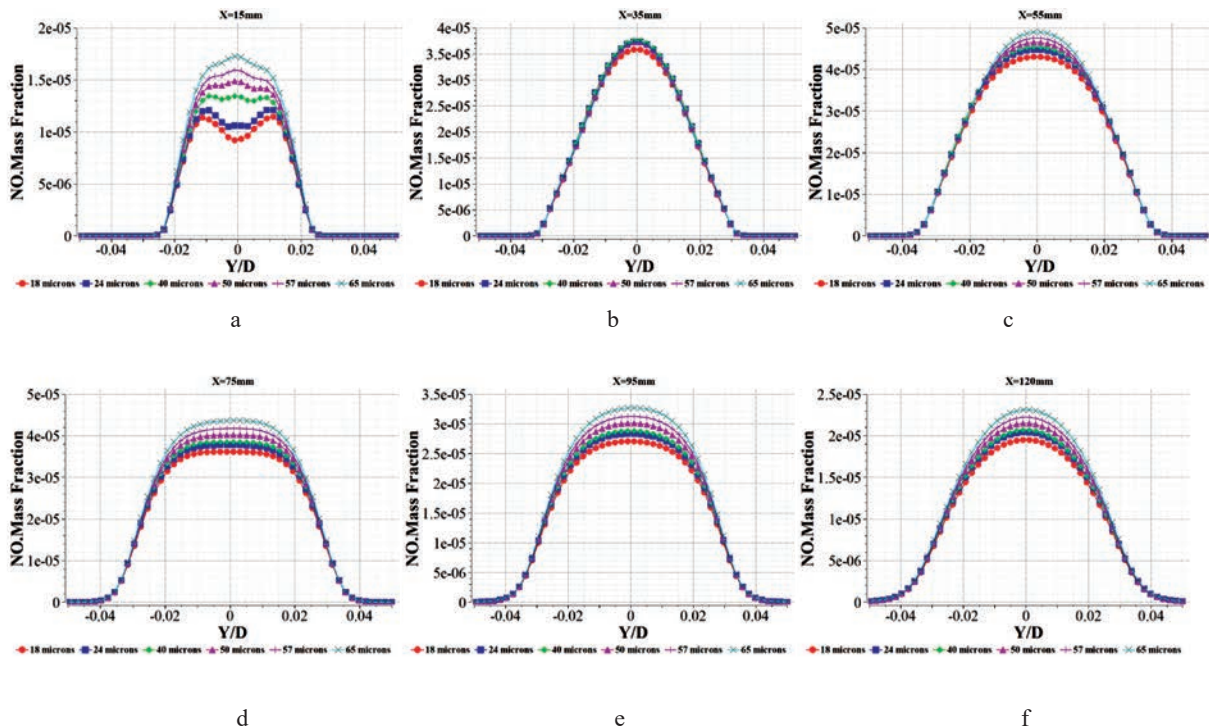 X=15mm
2e-05
1.5e-05
1e-05
5e-06
0
NO.Mass Fraction
-0.04 -0.02 0 0.02 0.04
Y/D
18 microns 24 microns 40 microns 50 microns 57 microns 65 microns
a
X=35mm
4e-05
3.5e-05
3e-05
2.5e-05
2e-05
1.5e-05
1e-05
5e-06
0
NO.Mass Fraction
-0.04 -0.02 0 0.02 0.04
Y/D
18 microns 24 microns 40 microns 50 microns 57 microns 65 microns
b
X=55mm
5e-05
4e-05
3e-05
2e-05
1e-05
0
NO.Mass Fraction
-0.04 -0.02 0 0.02 0.04
Y/D
18 microns 24 microns 40 microns 50 microns 57 microns 65 microns
c
X=75mm
5e-05
4e-05
3e-05
2e-05
1e-05
0
NO.Mass Fraction
-0.04 -0.02 0 0.02 0.04
Y/D
18 microns 24 microns 40 microns 50 microns 57 microns 65 microns
d
X=95mm
3.5e-05
3e-05
2.5e-05
2e-05
1.5e-05
1e-05
5e-06
0
NO.Mass Fraction
-0.04 -0.02 0 0.02 0.04
Y/D
18 microns 24 microns 40 microns 50 microns 57 microns 65 microns
e
X=120mm
2.5e-05
2e-05
1.5e-05
1e-05
5e-06
0
NO.Mass Fraction
-0.04 -0.02 0 0.02 0.04
Y/D
18 microns 24 microns 40 microns 50 microns 57 microns 65 microns
f